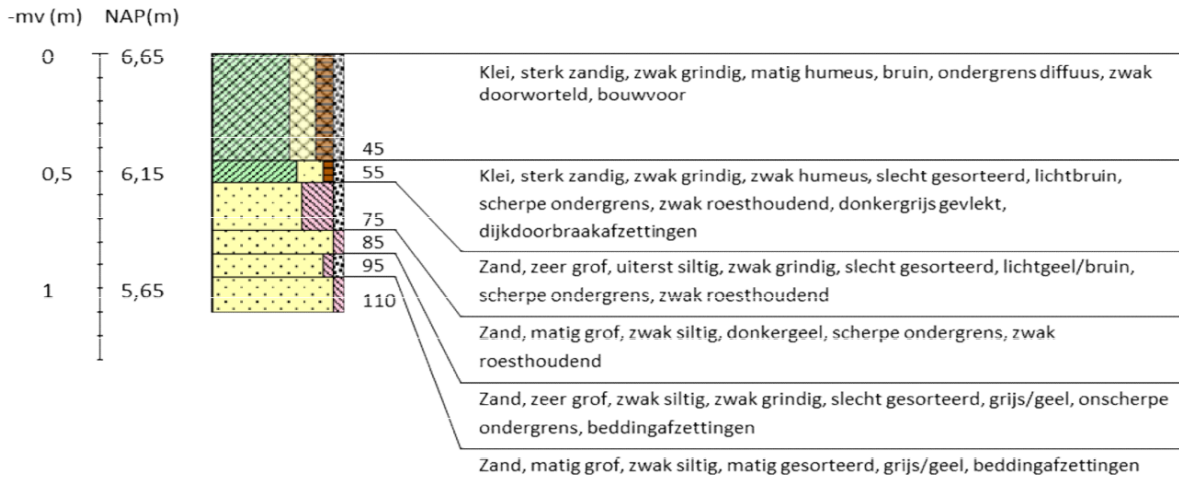 -mv (m) NAP(m)
0 6,65
Klei, sterk zandig, zwak grindig, matig humeus, bruin, ondergrens diffuus, zwak
doorworteld, bouwvoor
45
0,5 6,15 55
Klei, sterk zandig, zwak grindig, zwak humeus, slecht gesorteerd, lichtbruin,
scherpe ondergrens, zwak roesthoudend, donkergrijs gevlekt,
dijkdoorbraakafzettingen
75
85
95
Zand, zeer grof, uiterst siltig, zwak grindig, slecht gesorteerd, lichtgeel/bruin,
scherpe ondergrens, zwak roesthoudend
1 5,65 110
Zand, matig grof, zwak siltig, donkergeel, scherpe ondergrens, zwak
roesthoudend
Zand, zeer grof, zwak siltig, zwak grindig, slecht gesorteerd, grijs/geel, onscherpe
ondergrens, beddingafzettingen
Zand, matig grof, zwak siltig, matig gesorteerd, grijs/geel, beddingafzettingen